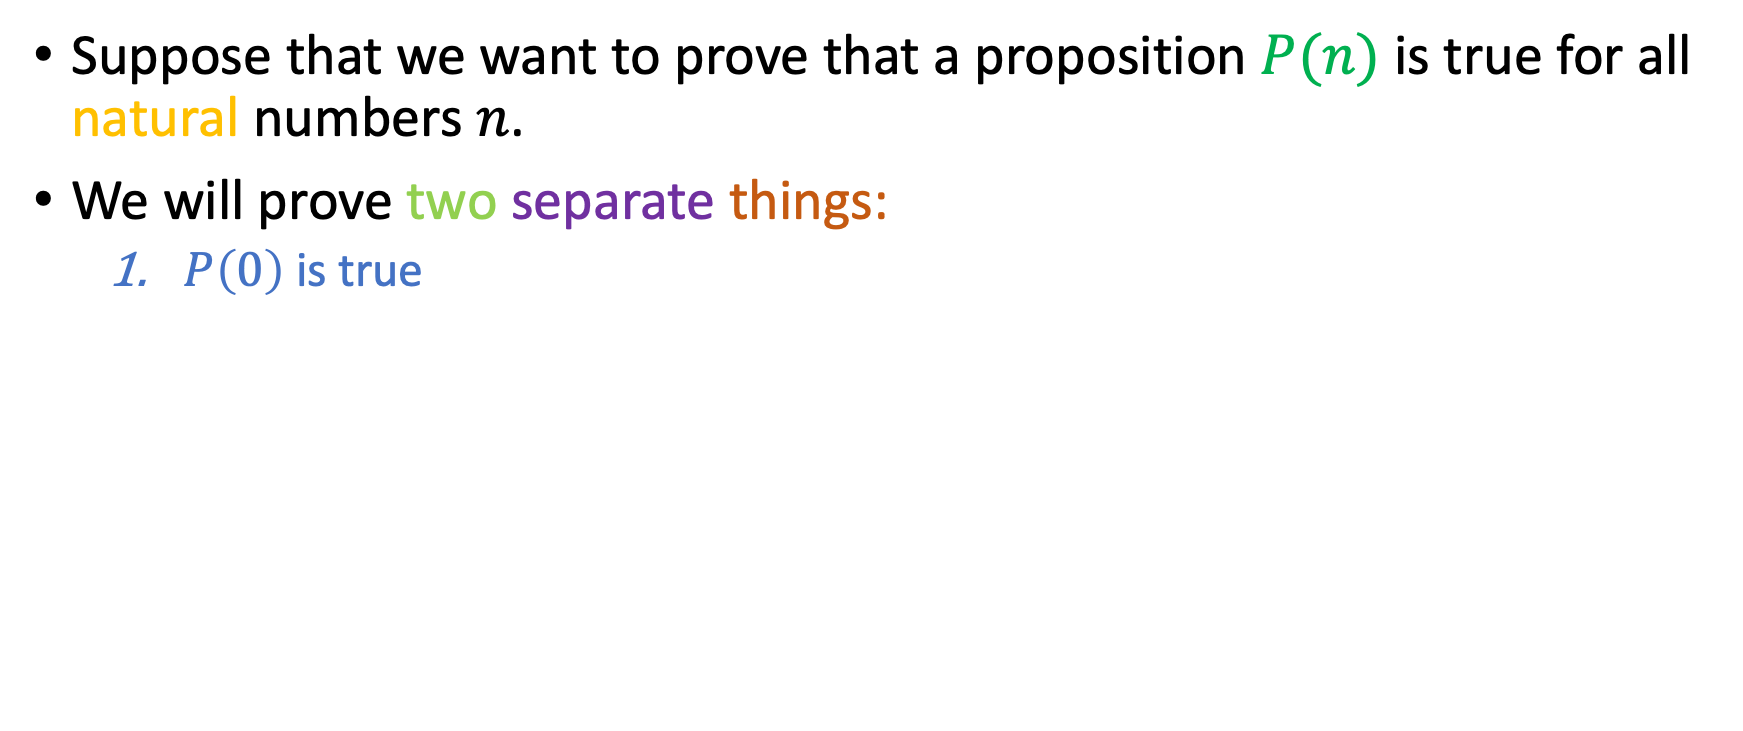 • Suppose that we want to prove that a proposition P(n) is true for all
natural numbers n.
• We will prove two separate things:
1. P(0) is true